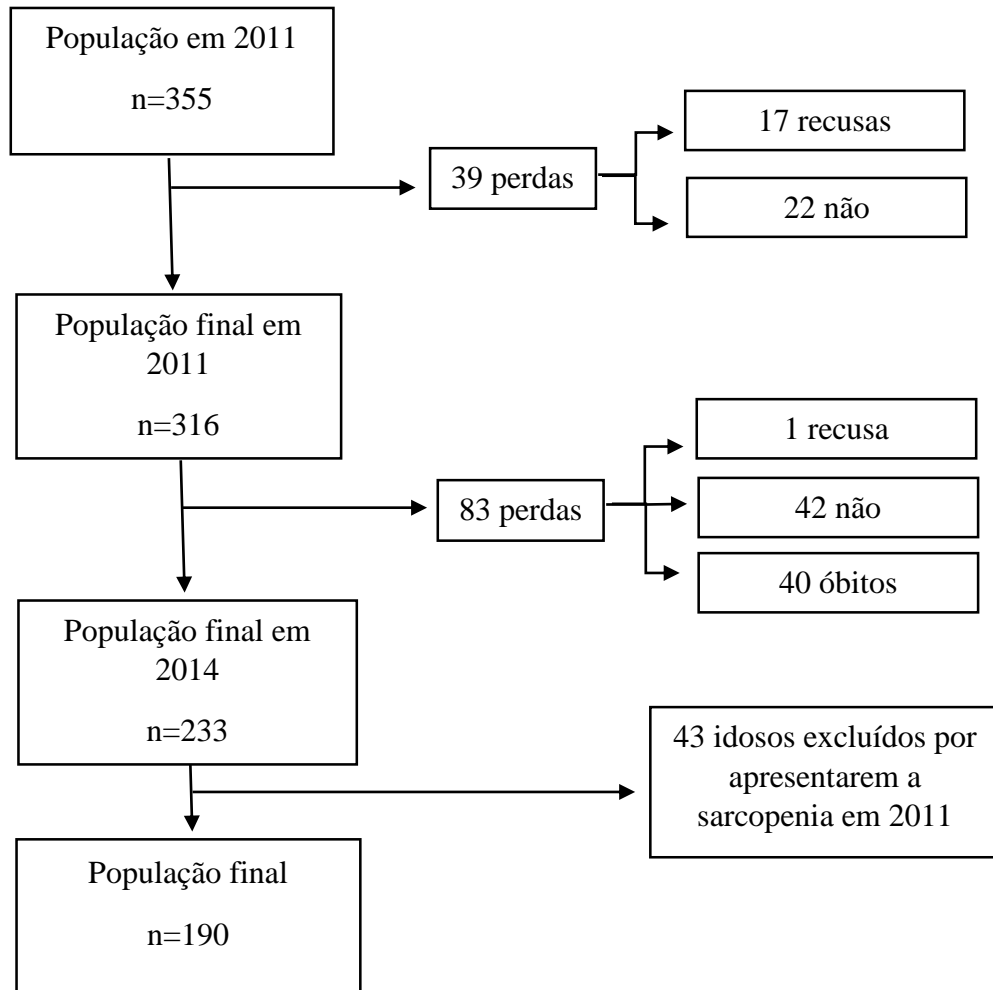 População em 2011
n=355
17 recusas
39 perdas
22 não
População final em
2011
n=316
1 recusa
83 perdas
42 não
40 óbitos
População final em
2014
n=233
43 idosos excluídos por
apresentarem a
sarcopenia em 2011
População final
n=190